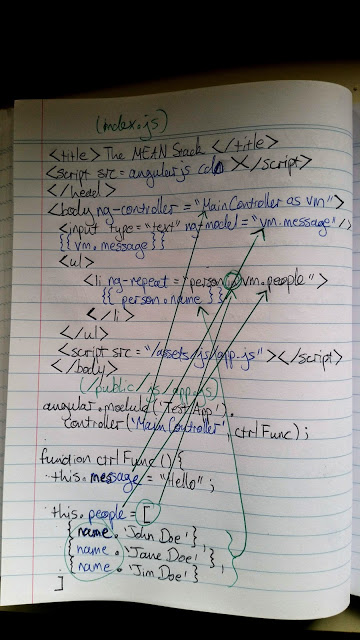 (index.js)
<title> The MEAN Stack </title>
<script src = angularjs cdn ></script>
</head>
<body ng-controller = "MainController as vm">
<input type="text" ng-model = "vm.message" />
{{ vm.message }}
<ul>
<li ng-repeat = "person in vm.people">
{{ person.name }}
</li>
</ul>
<script src = "/assets/js/app.js" ></script>
</body>
(/public/js/app.js)
angular.module('TestApp').
controller('MainController', ctrlFunc);
function ctrlFunc () {
this.message = "Hello";
this.people = [
{ name: 'John Doe' },
{ name: 'Jane Doe' },
{ name: 'Jim Doe' }
]